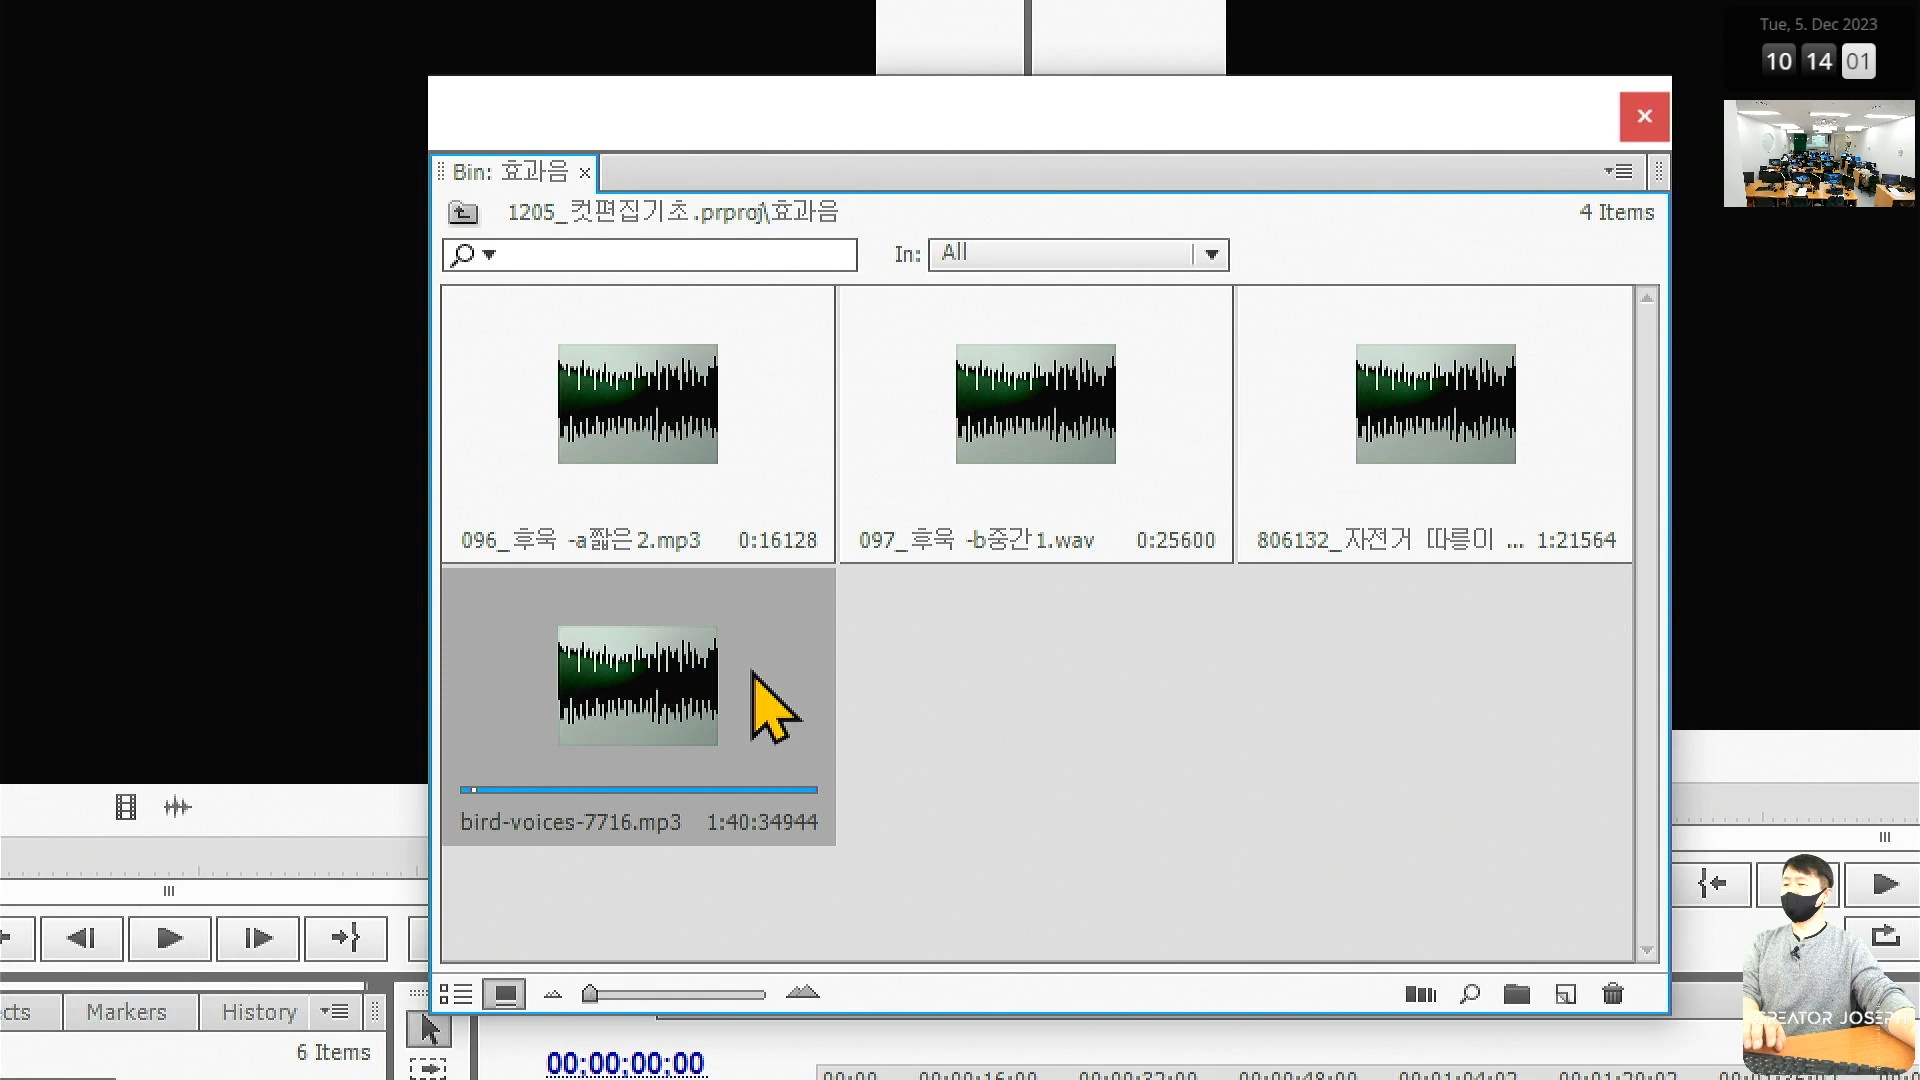 Tue, 5. Dec 2023
10 14 01
Bin: 효과음
1205_컷편집기초.prproj\효과음
4 Items
In: All
096_후욱 -a짧은2.mp3 0:16128
097_후욱 -b중간1.wav 0:25600
806132_자전거 따릉이 ... 1:21564
bird-voices-7716.mp3 1:40:34944
cts
Markers
History
6 Items
00;00;00;00
CREATOR JOSEPH